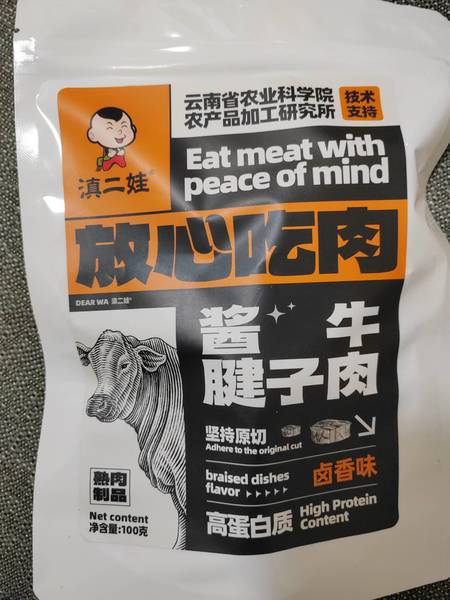 云南省农业科学院
农产品加工研究所
技术
支持
滇二娃
Eat meat with
peace of mind
放心吃肉
DEAR WA 滇二娃
酱 牛
腱子肉
坚持原切
Adhere to the original cut
braised dishes
flavor
卤香味
熟肉
制品
Net content
净含量:100克
高蛋白质
High Protein
Content